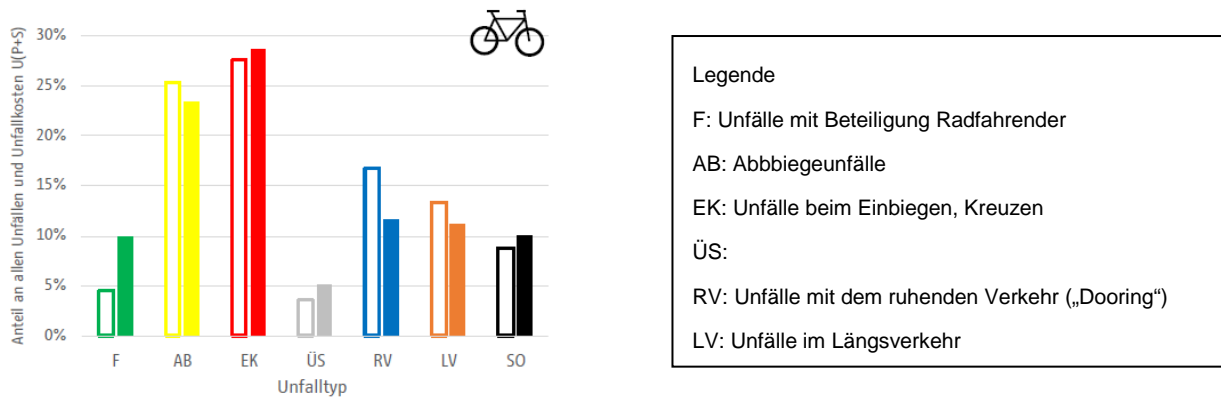 Anteil an allen Unfällen und Unfallkosten U(P+S)
30%
25%
20%
15%
10%
5%
0%
F AB EK ÜS RV LV SO
Unfalltyp
Legende
F: Unfälle mit Beteiligung Radfahrender
AB: Abbbiegeunfälle
EK: Unfälle beim Einbiegen, Kreuzen
ÜS:
RV: Unfälle mit dem ruhenden Verkehr („Dooring“)
LV: Unfälle im Längsverkehr